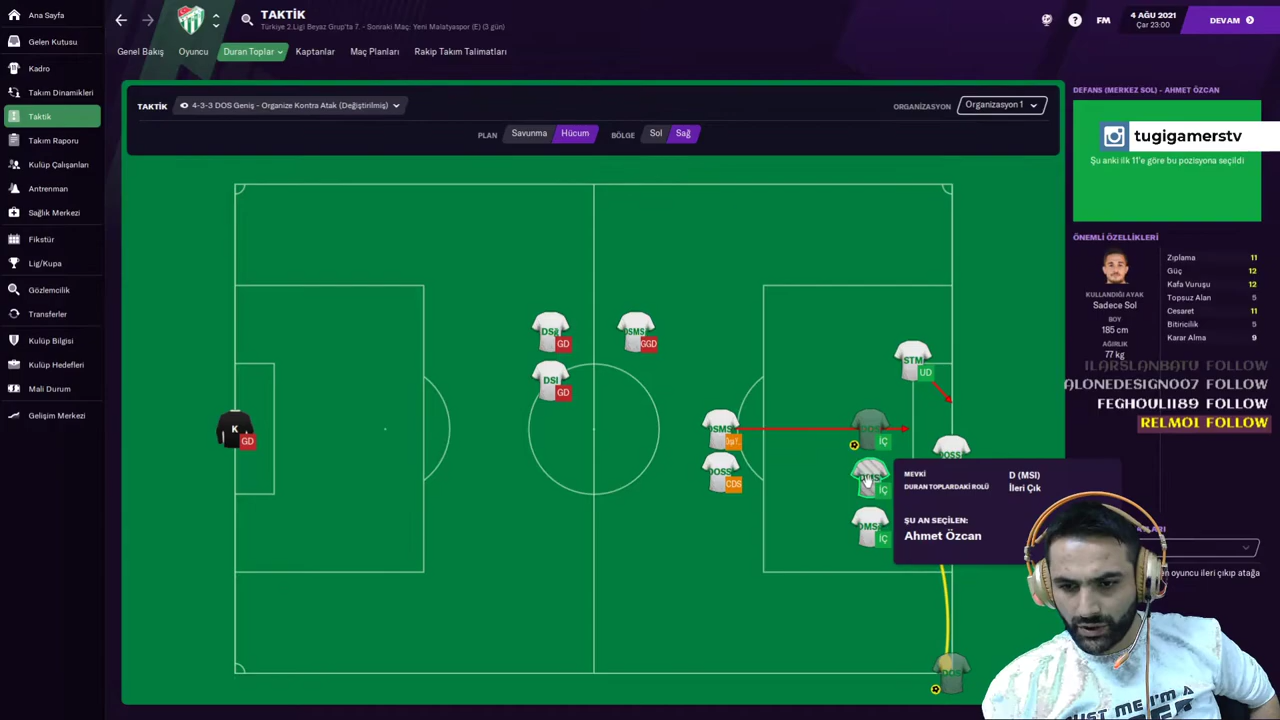 Ana Sayfa
Gelen Kutusu
Kadro
Takım Dinamikleri
Taktik
Takım Raporu
Kulüp Çalışanları
Antrenman
Sağlık Merkezi
Fikstür
Lig/Kupa
Gözlemcilik
Transferler
Kulüp Bilgisi
Kulüp Hedefleri
Mali Durum
Gelişim Merkezi
TAKTİK
Türkiye 2.Ligi Beyaz Grup'ta 7. - Sonraki Maç: Yeni Malatyaspor (E) (3 gün)
? FM
4 AĞU 2021
Çar 23:00
DEVAM
Genel Bakış Oyuncu Duran Toplar Kaptanlar Maç Planları Rakip Takım Talimatları
TAKTİK 4-3-3 DOS Geniş - Organize Kontra Atak (Değiştirilmiş)
ORGANİZASYON Organizasyon 1
PLAN Savunma Hücum BÖLGE Sol Sağ
GD
GD
K
GD
GGD
STM
UD
DSI
GD
İÇ
DOSS
CDS
İÇ
İÇ
MEVKİ D (MSI)
DURAN TOPLARDAKİ ROLÜ İleri Çık
ŞU AN SEÇİLEN:
Ahmet Özcan
DEFANS (MERKEZ SOL) - AHMET ÖZCAN
tugigamerstv
Şu anki ilk 11'e göre bu pozisyona seçildi
ÖNEMLİ ÖZELLİKLERİ
KULLANDIĞI AYAK
Sadece Sol
BOY
185 cm
AĞIRLIK
77 kg
Zıplama 11
Güç 12
Kafa Vuruşu 12
Topsuz Alan 5
Cesaret 11
Bitiricilik 5
Karar Alma 9
ILARSLANBATU FOLLOW
ALONEDESIGN007 FOLLOW
FEGHOULI189 FOLLOW
RELMOI FOLLOW
oyuncu ileri çıkıp atağa